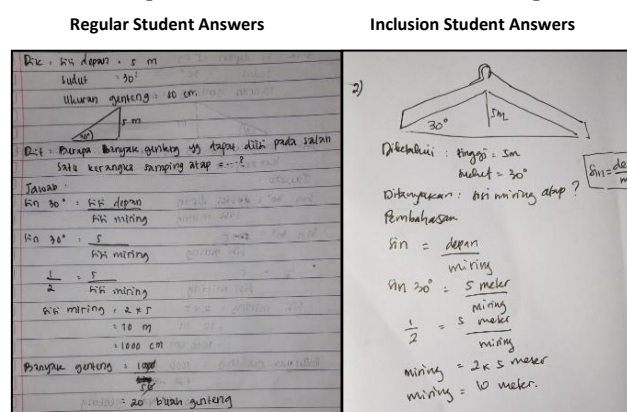 Regular Student Answers
Inclusion Student Answers
Dik : sisi depan = 5 m
sudut = 30°
Ukuran genteng = 10 cm
5 m
30°
Dit = Berapa Banyak genteng yg dapat diisi pada salah
satu kerangka samping atap = ... ?
Jawab :
Sin 30° = sisi depan
sisi miring
Sin 30° = 5
sisi miring
1/2 = 5
sisi miring
sisi miring = 2 x 5
= 10 m
= 1000 cm
Banyak genteng = 1000
50
= 20 buah genteng
2)
30°
5m
Diketahui : tinggi = 5m
sudut = 30°
Sin = de
m
Ditanyakan : sisi miring atap ?
Pembahasan
Sin = depan
miring
Sin 30° = 5 meter
miring
1/2 = 5 meter
miring
miring = 2 x 5 meter
miring = 10 meter.